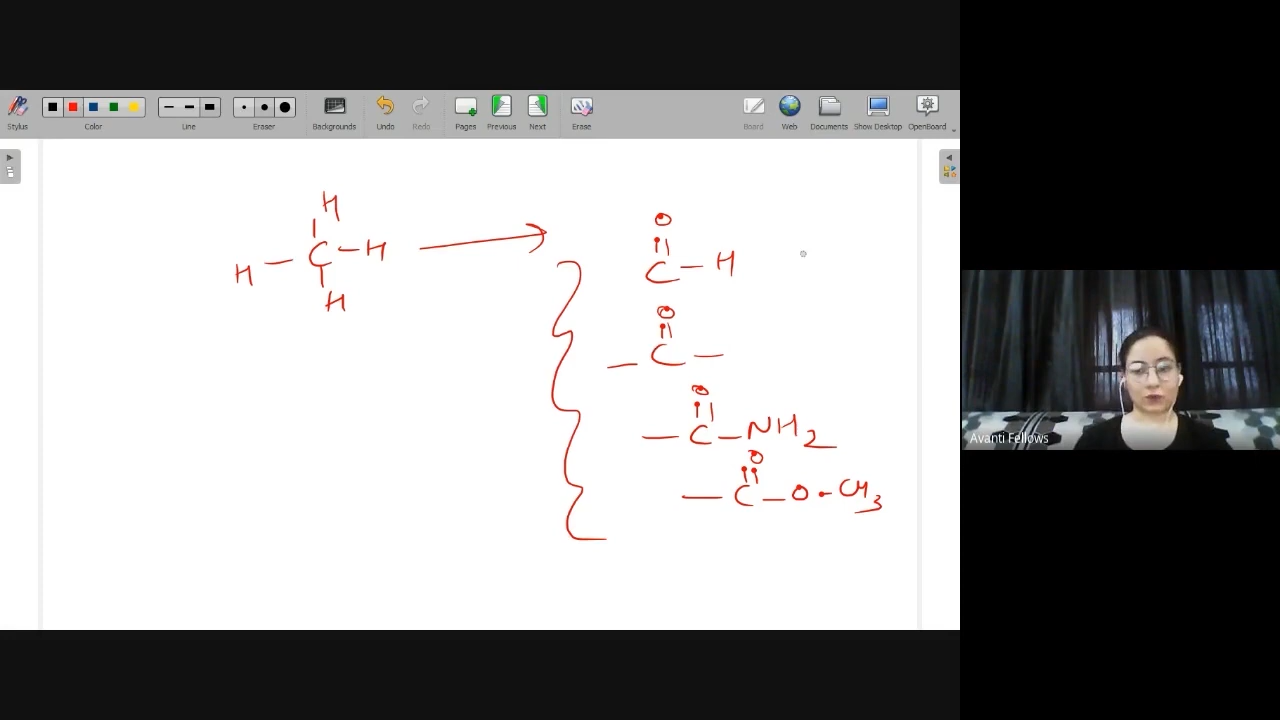 Stylus Color Line Eraser Backgrounds Undo Redo Pages Previous Next Erase Board Web Documents Show Desktop OpenBoard
H
H – C – H
H
O
C – H
O
– C –
O
– C – NH2
O
– C – O – CH3
Avanti Fellows